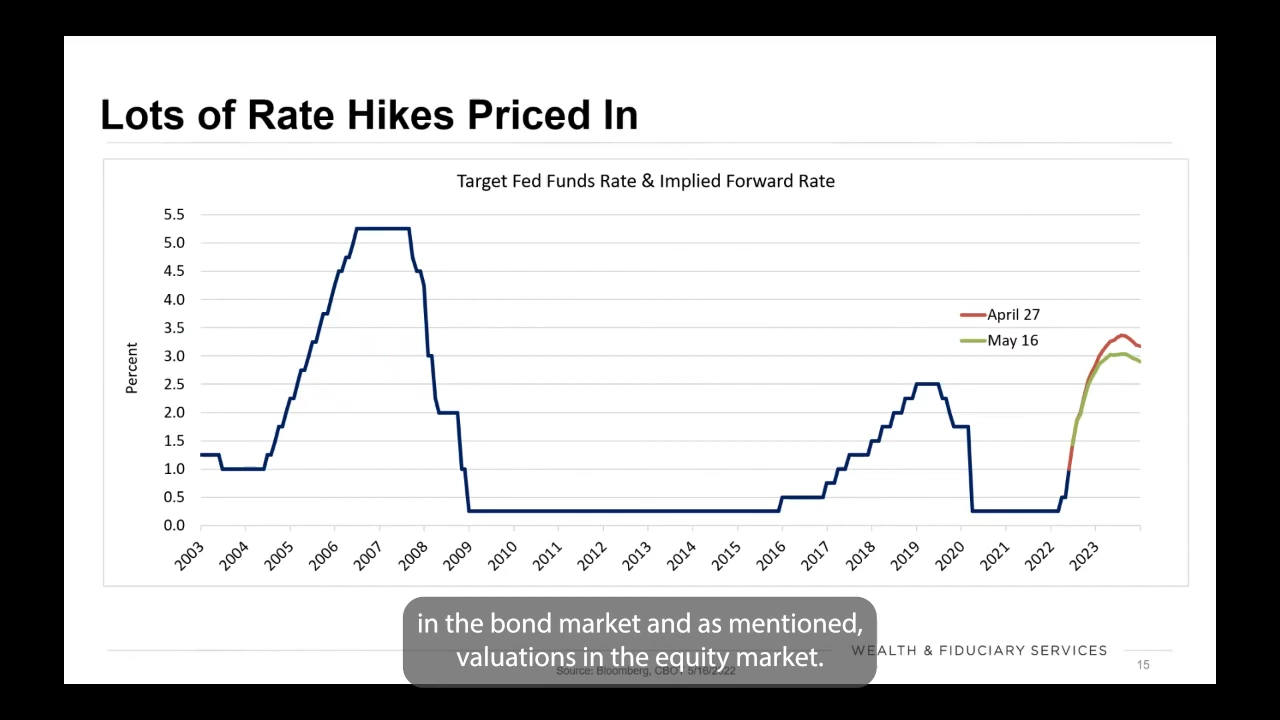 Lots of Rate Hikes Priced In
Target Fed Funds Rate & Implied Forward Rate
Percent
5.5
5.0
4.5
4.0
3.5
3.0
2.5
2.0
1.5
1.0
0.5
0.0
April 27
May 16
2003 2004 2005 2006 2007 2008 2009 2010 2011 2012 2013 2014 2015 2016 2017 2018 2019 2020 2021 2022 2023
in the bond market and as mentioned,
valuations in the equity market.
WEALTH & FIDUCIARY SERVICES
Source: Bloomberg, CBOT 5/16/2022
15